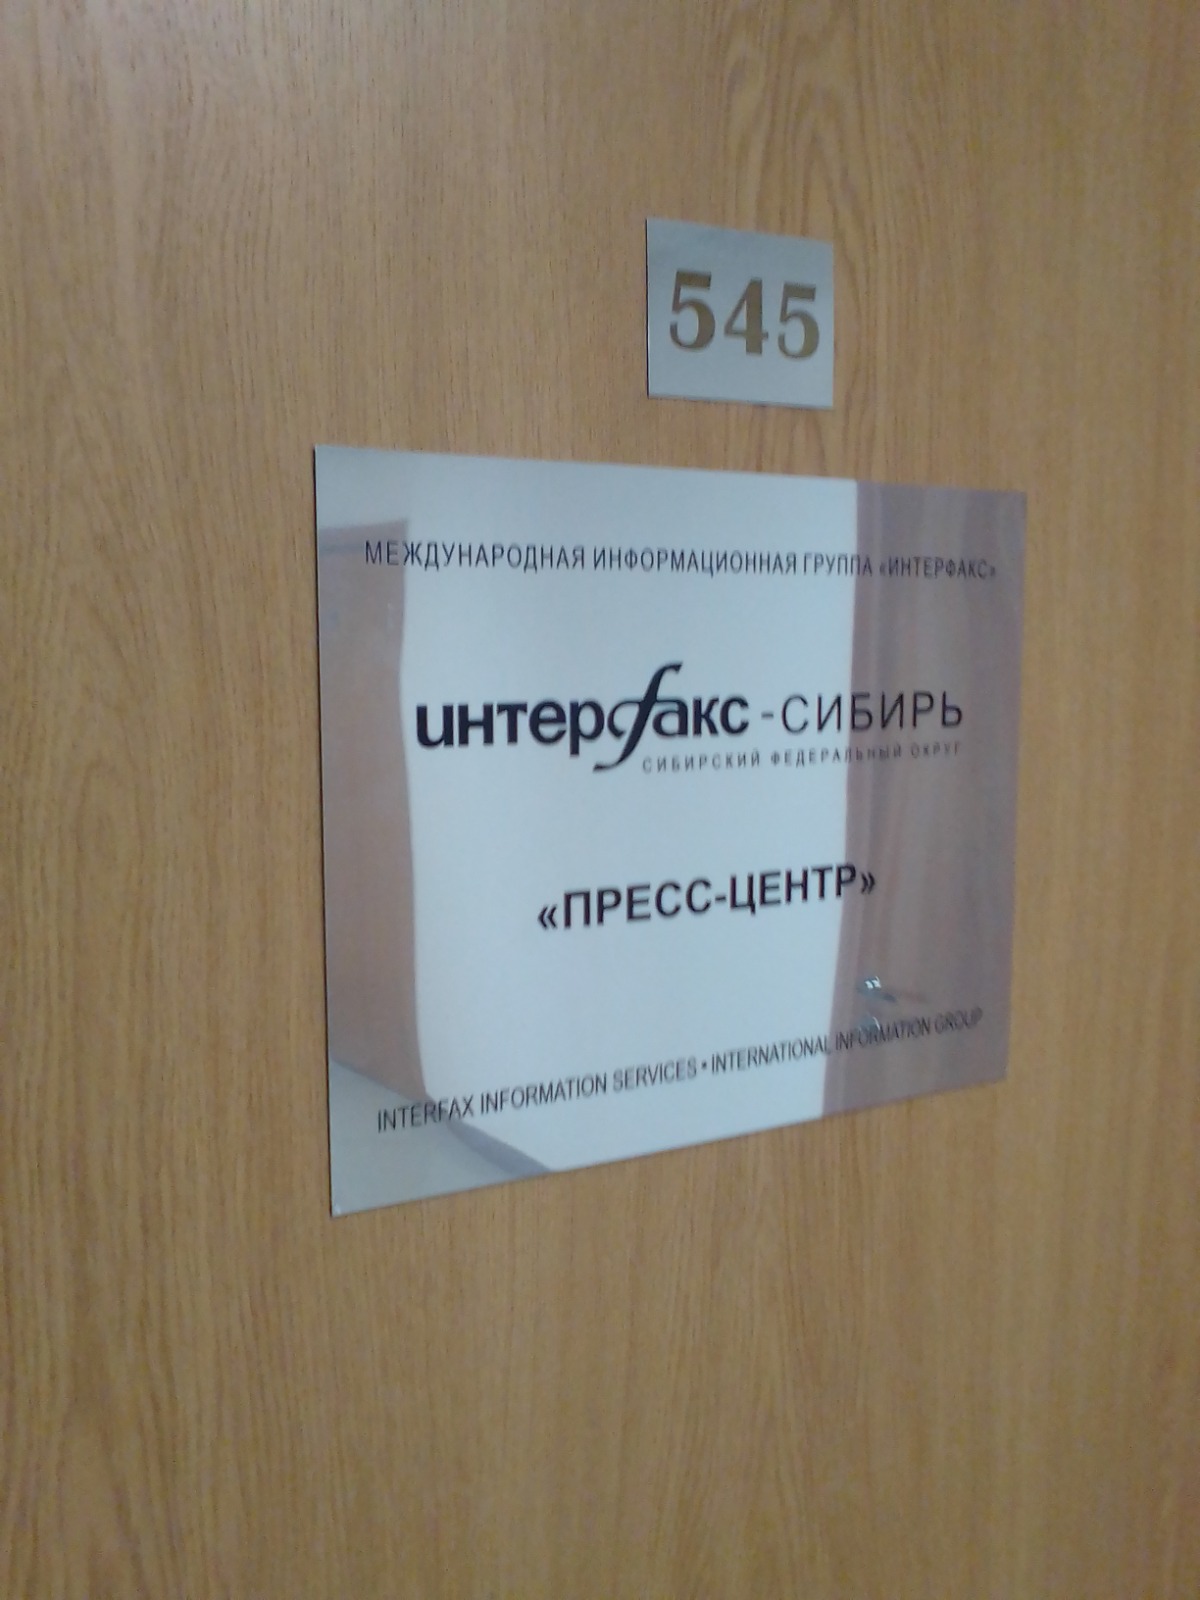 545
МЕЖДУНАРОДНАЯ ИНФОРМАЦИОННАЯ ГРУППА «ИНТЕРФАКС»
интерфакс - СИБИРЬ
СИБИРСКИЙ ФЕДЕРАЛЬНЫЙ ОКРУГ
«ПРЕСС-ЦЕНТР»
INTERFAX INFORMATION SERVICES • INTERNATIONAL INFORMATION GROUP